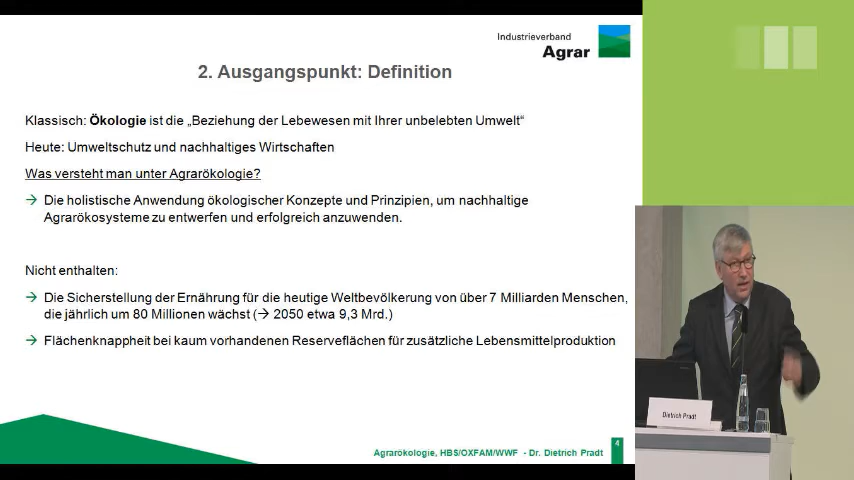 Industrieverband
Agrar
2. Ausgangspunkt: Definition
Klassisch: Ökologie ist die „Beziehung der Lebewesen mit Ihrer unbelebten Umwelt“
Heute: Umweltschutz und nachhaltiges Wirtschaften
Was versteht man unter Agrarökologie?
→ Die holistische Anwendung ökologischer Konzepte und Prinzipien, um nachhaltige
Agrarökosysteme zu entwerfen und erfolgreich anzuwenden.
Nicht enthalten:
→ Die Sicherstellung der Ernährung für die heutige Weltbevölkerung von über 7 Milliarden Menschen,
die jährlich um 80 Millionen wächst (→ 2050 etwa 9,3 Mrd.)
→ Flächenknappheit bei kaum vorhandenen Reserveflächen für zusätzliche Lebensmittelproduktion
Agrarökologie, HBS/OXFAM/WWF - Dr. Dietrich Pradt
4
Dietrich Pradt